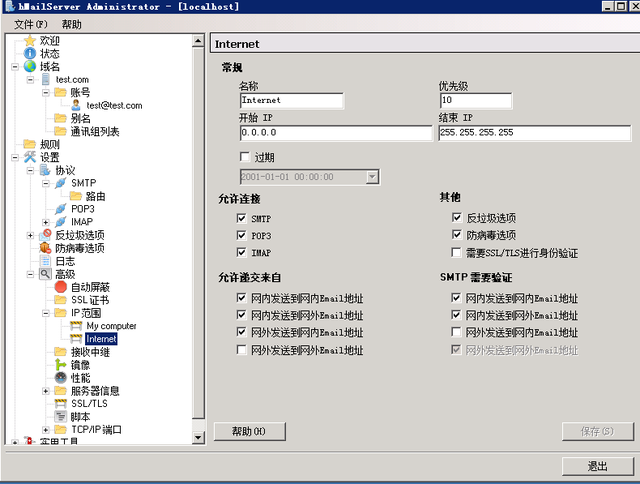 hMailServer Administrator - [localhost]
文件(F) 帮助
欢迎
状态
域名
test.com
账号
test@test.com
别名
通讯组列表
规则
设置
协议
SMTP
路由
POP3
IMAP
反垃圾选项
防病毒选项
日志
高级
自动屏蔽
SSL 证书
IP 范围
My computer
Internet
接收中继
镜像
性能
服务器信息
SSL/TLS
脚本
TCP/IP 端口
实用工具
Internet
常规
名称 优先级
Internet 10
开始 IP 结束 IP
0.0.0.0 255.255.255.255
过期
2001-01-01 00:00:00
允许连接
SMTP
POP3
IMAP
其他
反垃圾选项
防病毒选项
需要SSL/TLS进行身份验证
允许递交来自
网内发送到网内Email地址
网内发送到网外Email地址
网外发送到网内Email地址
网外发送到网外Email地址
SMTP 需要验证
网内发送到网内Email地址
网内发送到网外Email地址
网外发送到网内Email地址
网外发送到网外Email地址
帮助(H) 保存(S)
退出